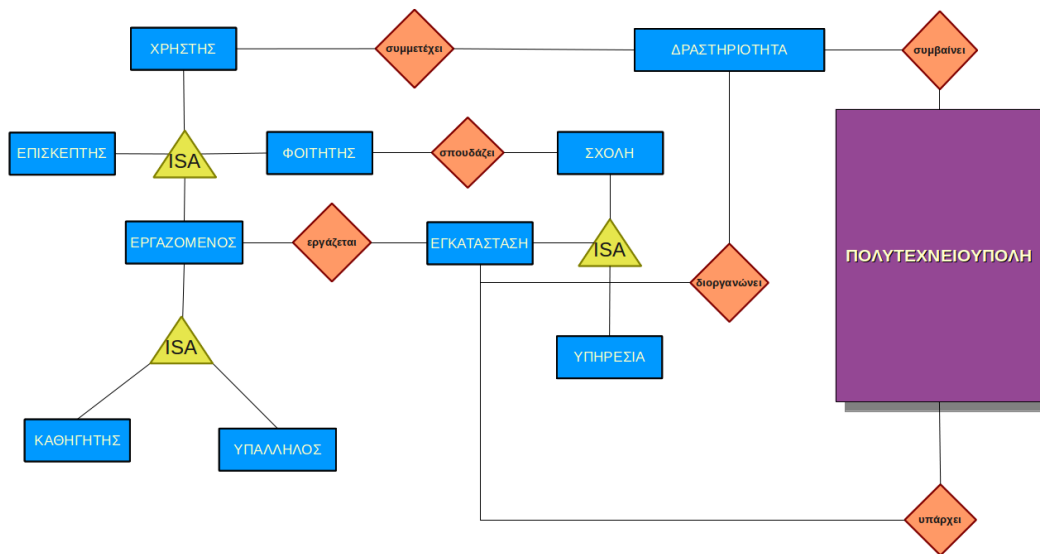 ΧΡΗΣΤΗΣ
συμμετέχει
ΔΡΑΣΤΗΡΙΟΤΗΤΑ
συμβαίνει
ΕΠΙΣΚΕΠΤΗΣ
ISA
ΦΟΙΤΗΤΗΣ
σπουδάζει
ΣΧΟΛΗ
ΕΡΓΑΖΟΜΕΝΟΣ
εργάζεται
ΕΓΚΑΤΑΣΤΑΣΗ
ISA
ΠΟΛΥΤΕΧΝΕΙΟΥΠΟΛΗ
διοργανώνει
ISA
ΥΠΗΡΕΣΙΑ
ΚΑΘΗΓΗΤΗΣ
ΥΠΑΛΛΗΛΟΣ
υπάρχει